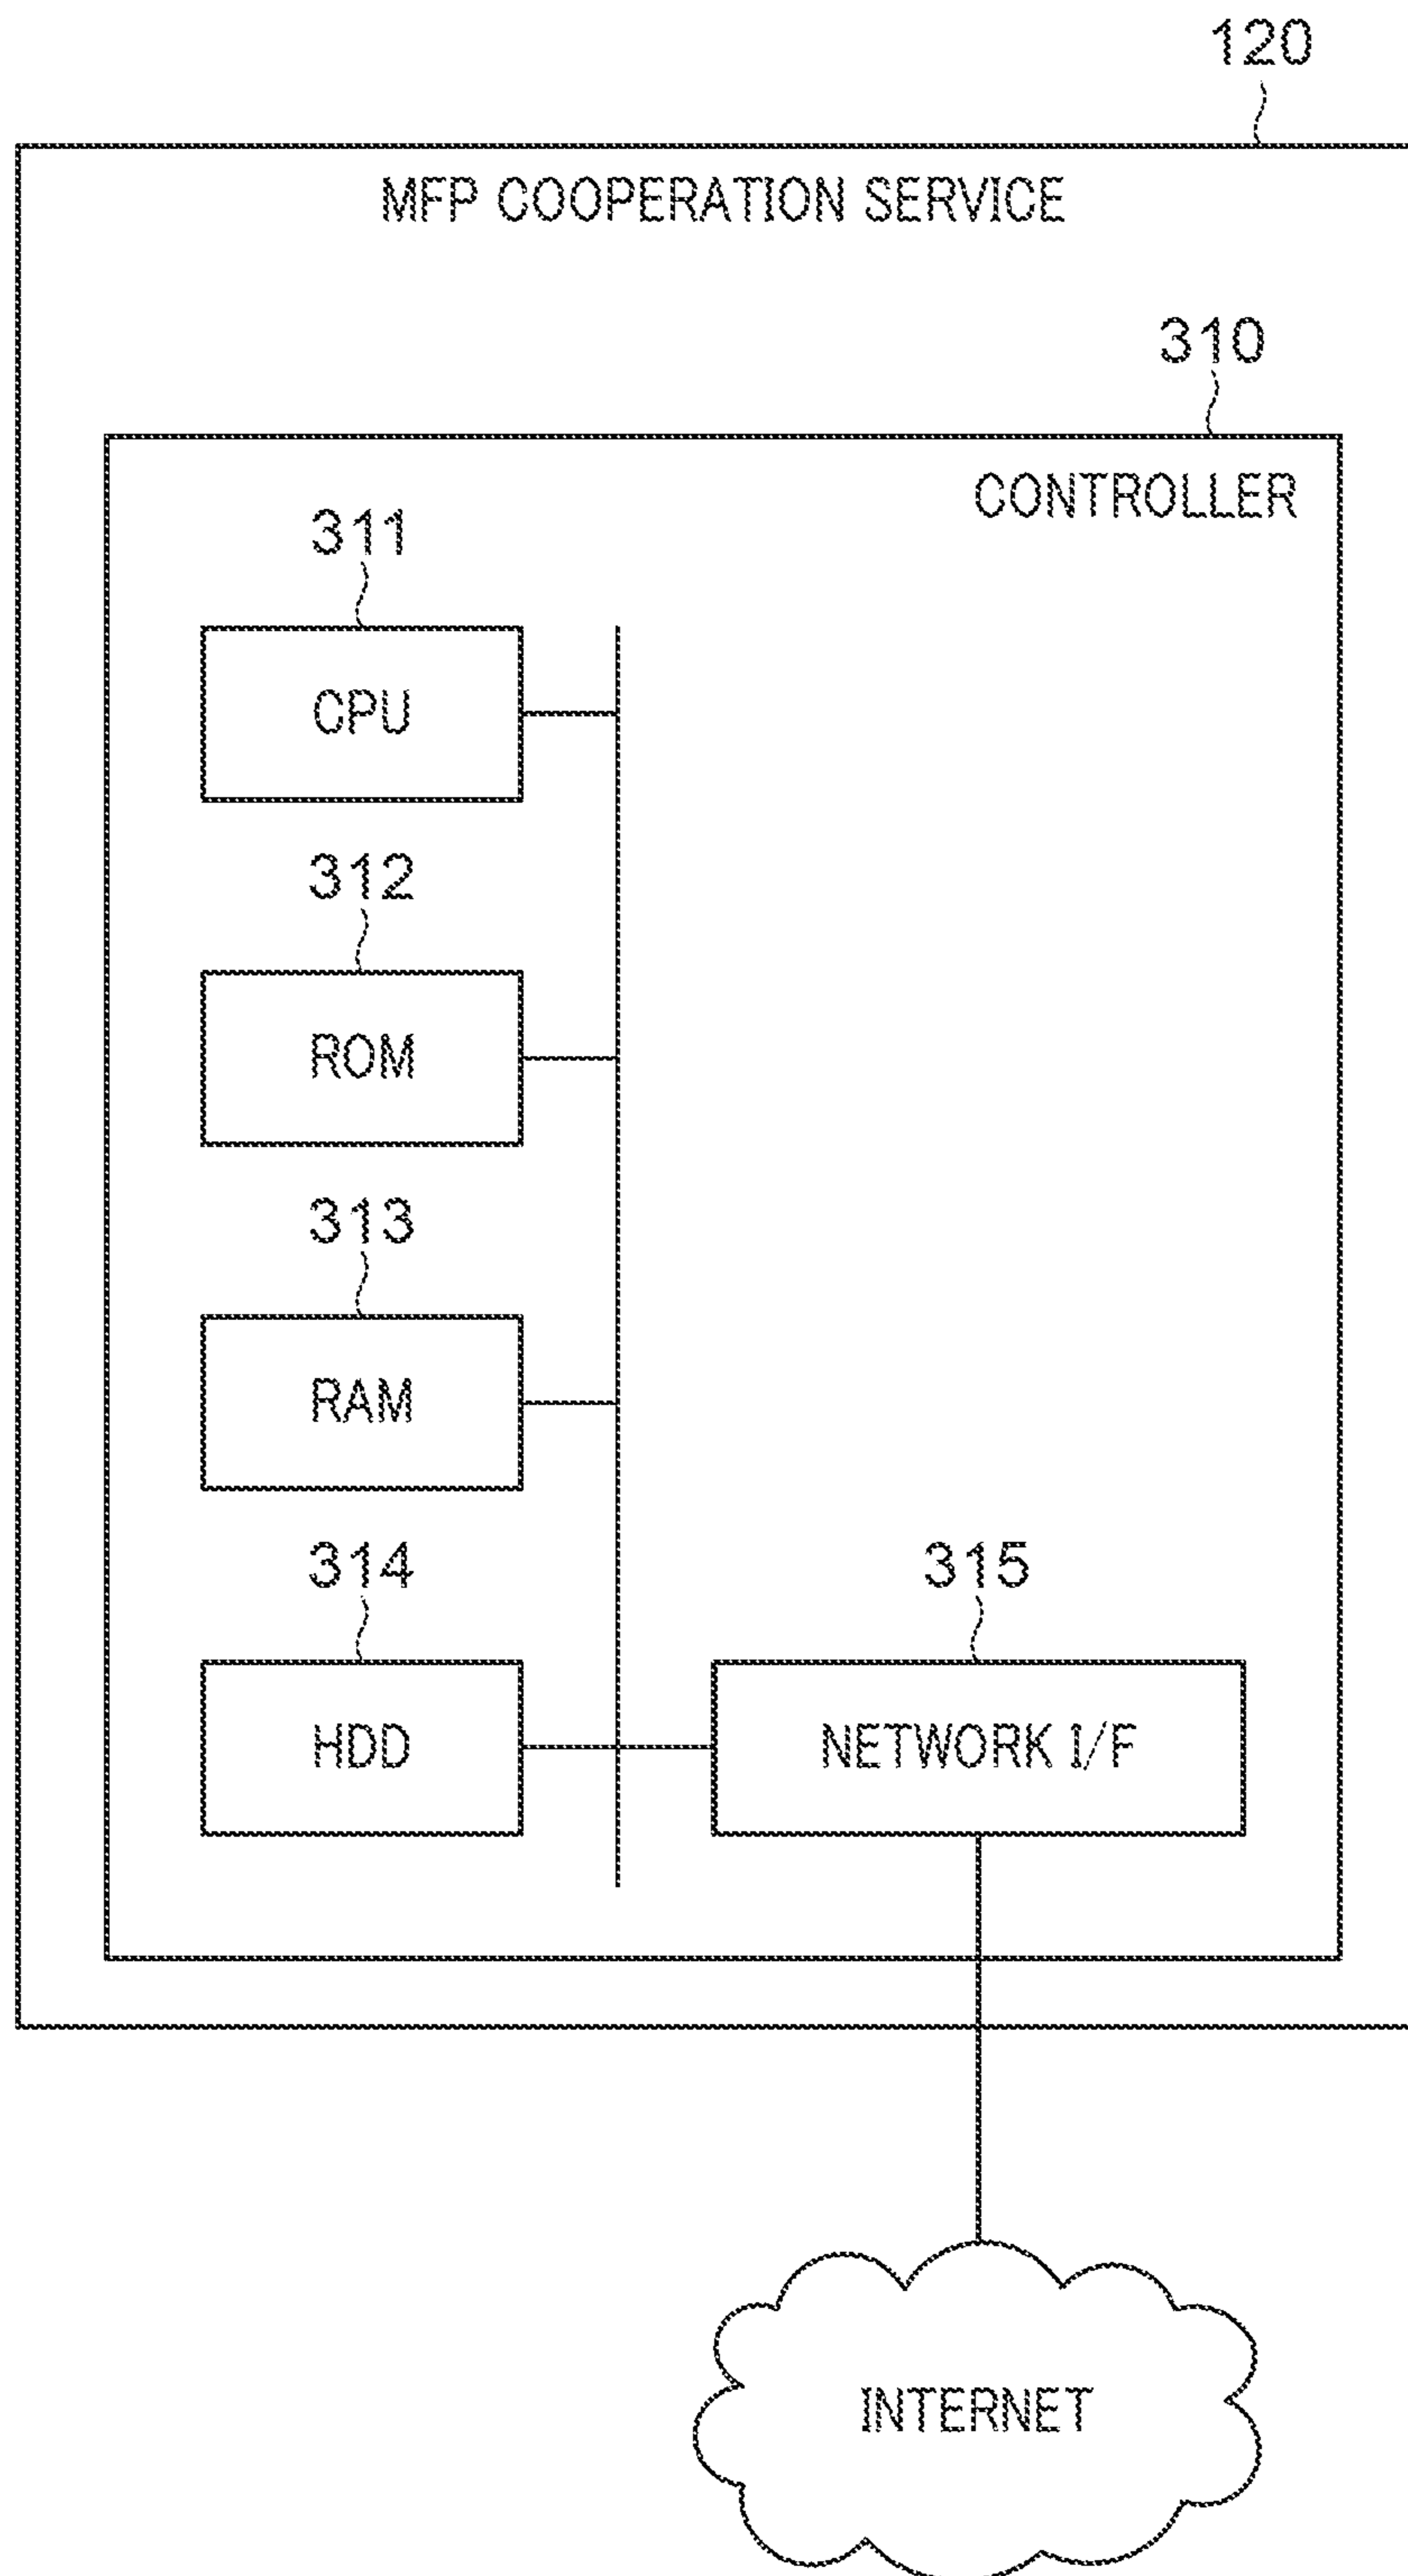 120
MFP COOPERATION SERVICE
310
CONTROLLER
311
CPU
312
ROM
313
RAM
314
315
HDD
NETWORK I/F
INTERNET